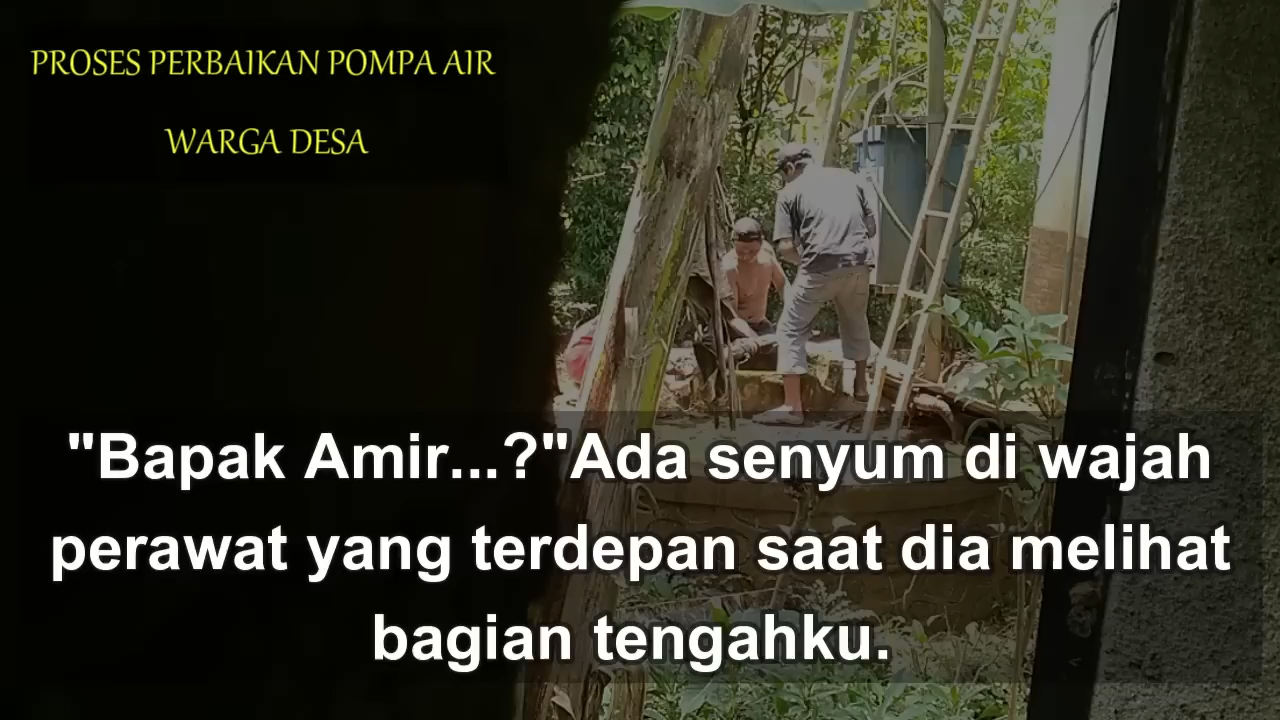 PROSES PERBAIKAN POMPA AIR
WARGA DESA
"Bapak Amir...?"Ada senyum di wajah
perawat yang terdepan saat dia melihat
bagian tengahku.